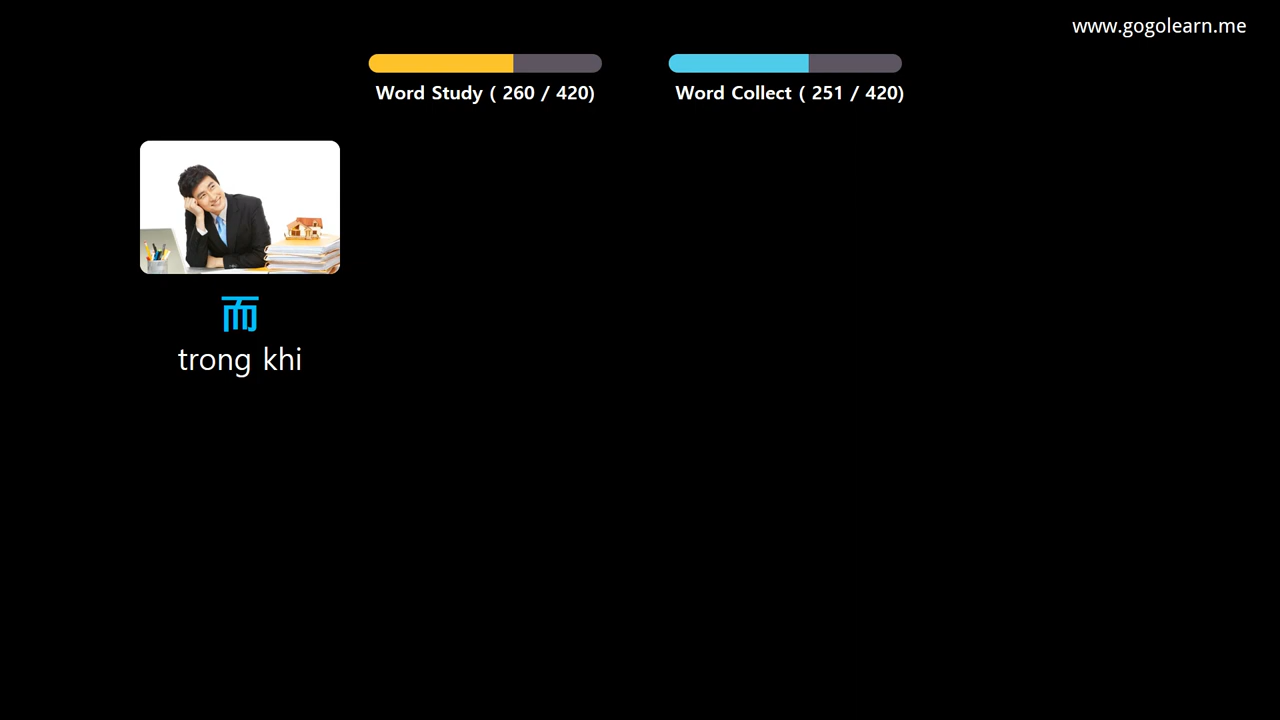 www.gogolearn.me
Word Study ( 260 / 420)
Word Collect ( 251 / 420)
而
trong khi